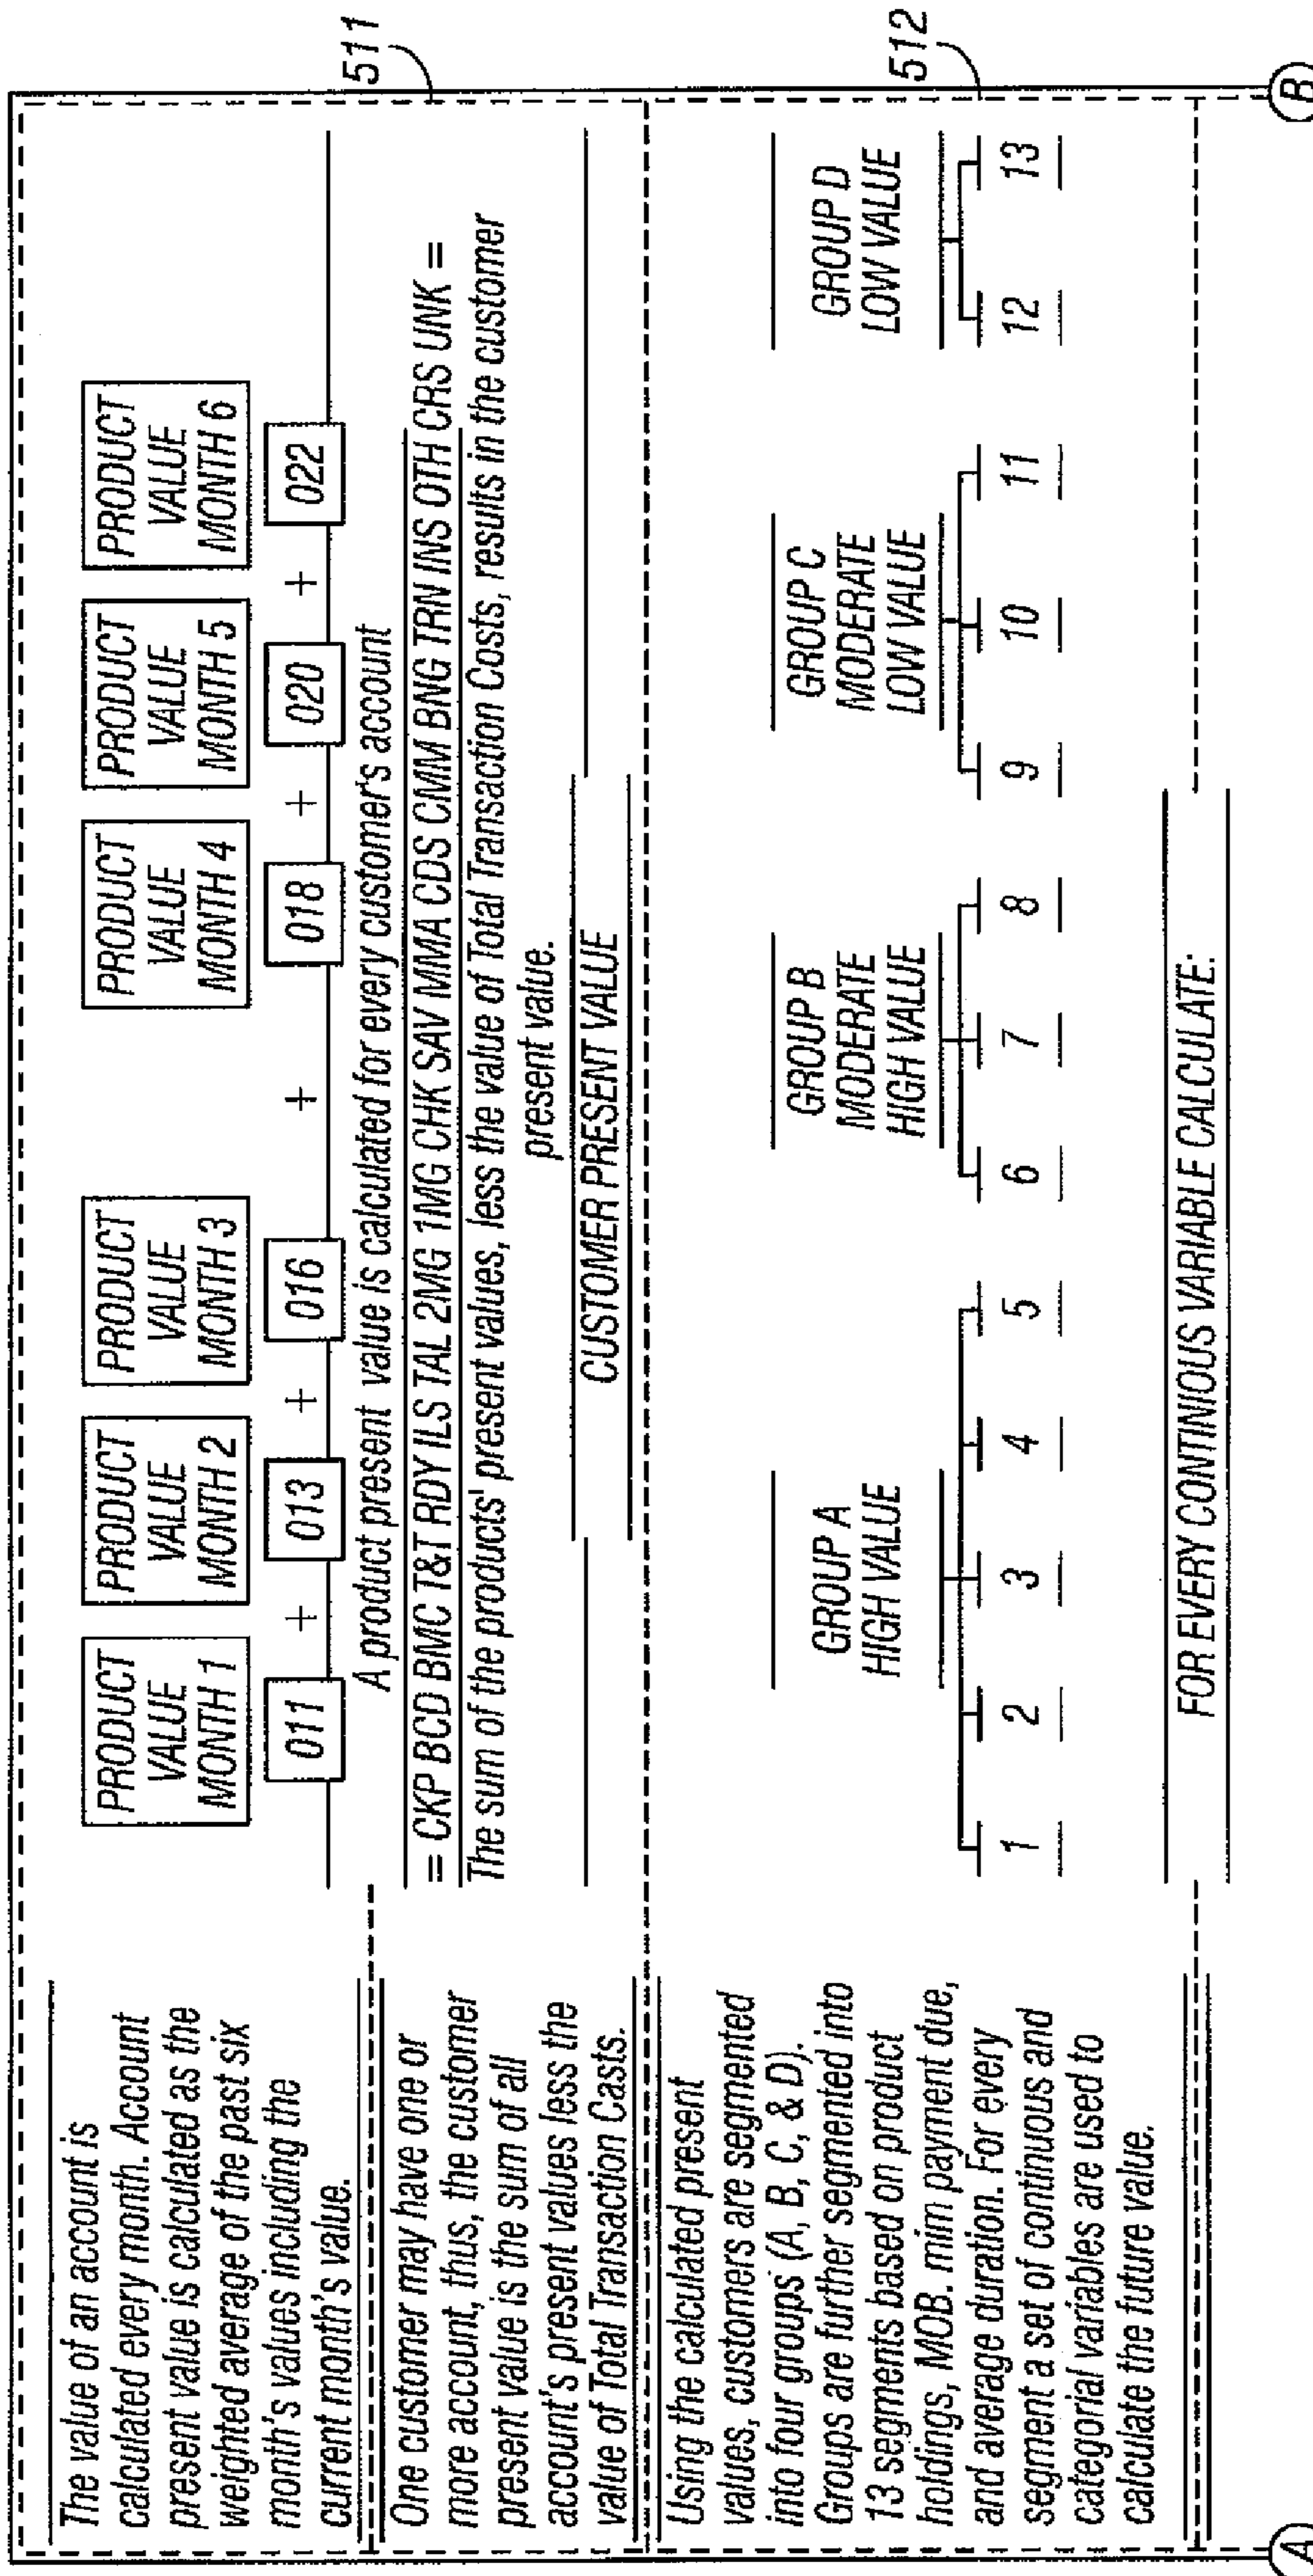 The value of an account is
calculated every month. Account
present value is calculated as the
weighted average of the past six
month's values including the
current month's value.
PRODUCT
VALUE
MONTH 1
PRODUCT
VALUE
MONTH 2
PRODUCT
VALUE
MONTH 3
PRODUCT
VALUE
MONTH 4
PRODUCT
VALUE
MONTH 5
PRODUCT
VALUE
MONTH 6
011 + 013 + 016 + 018 + 020 + 022
A product present value is calculated for every customer's account
511
One customer may have one or
more account, thus, the customer
present value is the sum of all
account's present values less the
value of Total Transaction Casts.
= CKP BCD BMC T&T RDY ILS TAL 2MG 1MG CHK SAV MMA CDS CMM BNG TRN INS OTH CRS UNK =
The sum of the products' present values, less the value of Total Transaction Costs, results in the customer
present value.
CUSTOMER PRESENT VALUE
Using the calculated present
values, customers are segmented
into four groups (A, B, C, & D).
Groups are further segmented into
13 segments based on product
holdings, MOB. mim payment due,
and average duration. For every
segment a set of continuous and
categorial variables are used to
calculate the future value.
GROUP A
HIGH VALUE
GROUP B
MODERATE
HIGH VALUE
GROUP C
MODERATE
LOW VALUE
GROUP D
LOW VALUE
512
1 2 3 4 5 6 7 8 9 10 11 12 13
FOR EVERY CONTINIOUS VARIABLE CALCULATE:
A
B